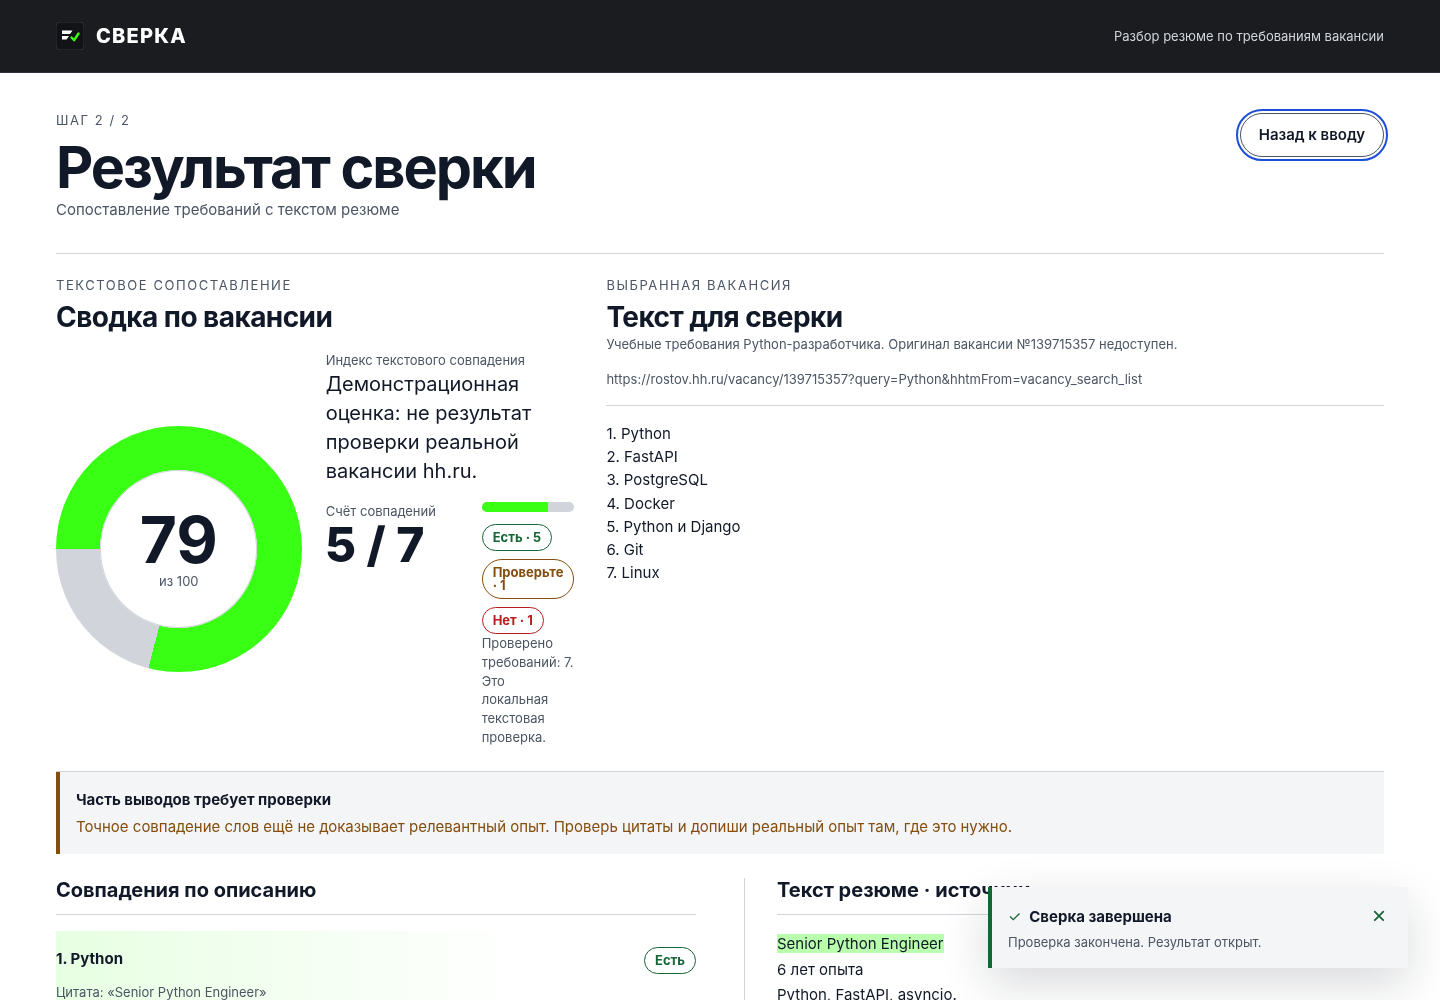 СВЕРКА
Разбор резюме по требованиям вакансии
ШАГ 2 / 2
Результат сверки
Сопоставление требований с текстом резюме
Назад к вводу
ТЕКСТОВОЕ СОПОСТАВЛЕНИЕ
Сводка по вакансии
79
из 100
Индекс текстового совпадения
Демонстрационная
оценка: не результат
проверки реальной
вакансии hh.ru.
Счёт совпадений
5 / 7
Есть · 5
Проверьте
· 1
Нет · 1
Проверено
требований: 7.
Это
локальная
текстовая
проверка.
ВЫБРАННАЯ ВАКАНСИЯ
Текст для сверки
Учебные требования Python-разработчика. Оригинал вакансии №139715357 недоступен.
https://rostov.hh.ru/vacancy/139715357?query=Python&hhtmFrom=vacancy_search_list
1. Python
2. FastAPI
3. PostgreSQL
4. Docker
5. Python и Django
6. Git
7. Linux
Часть выводов требует проверки
Точное совпадение слов ещё не доказывает релевантный опыт. Проверь цитаты и допиши реальный опыт там, где это нужно.
Совпадения по описанию
1. Python
Есть
Цитата: «Senior Python Engineer»
Текст резюме ·
Senior Python Engineer
6 лет опыта
Python, FastAPI, asyncio.
Сверка завершена
Проверка закончена. Результат открыт.